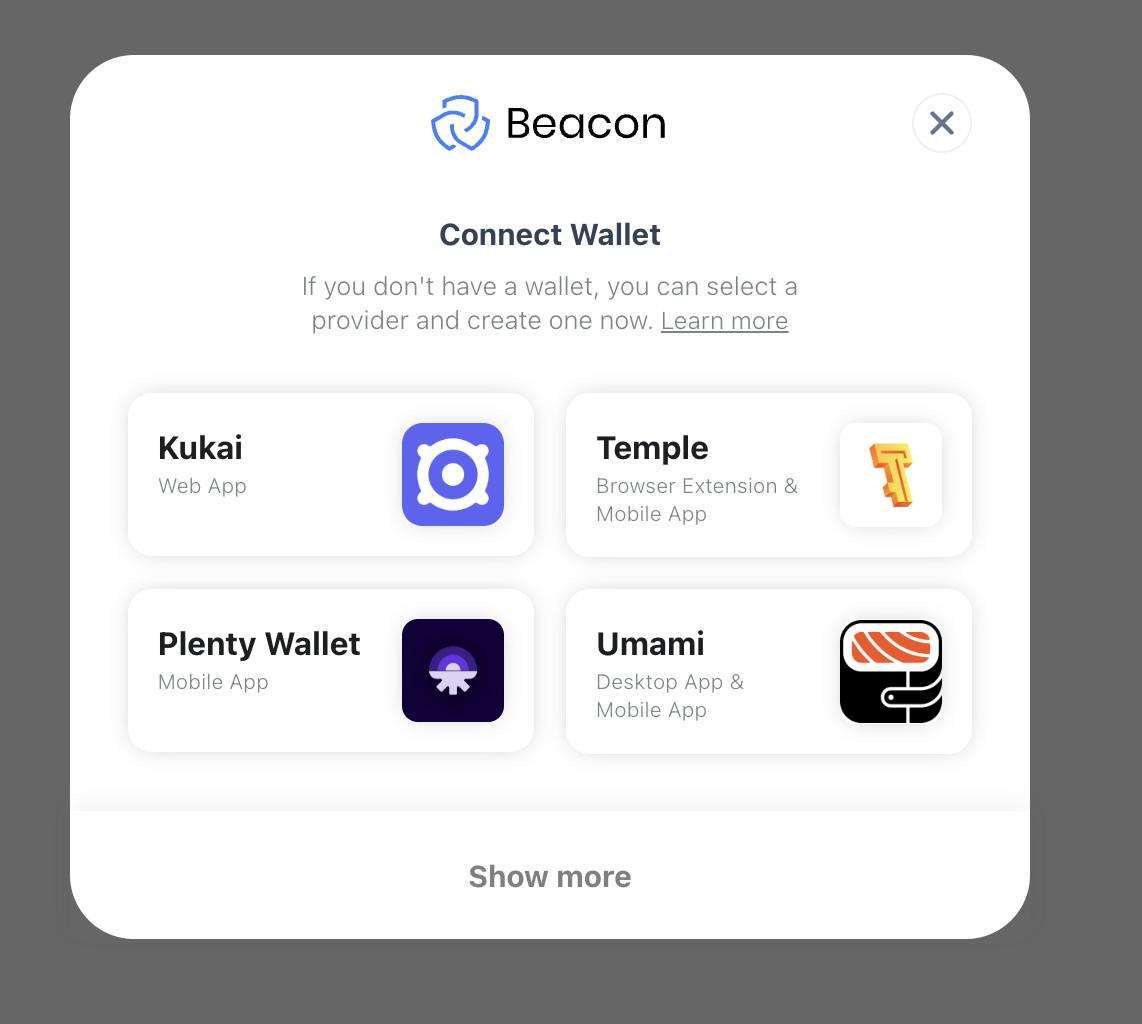 Beacon
Connect Wallet
If you don't have a wallet, you can select a
provider and create one now. Learn more
Kukai
Web App
Temple
Browser Extension &
Mobile App
Plenty Wallet
Mobile App
Umami
Desktop App &
Mobile App
Show more